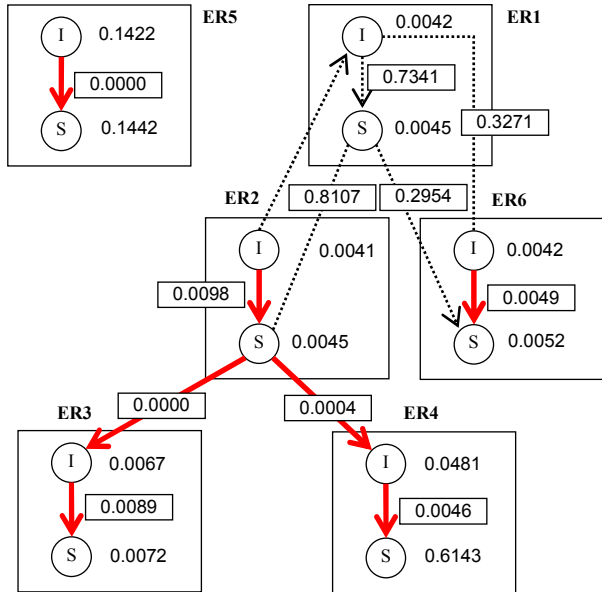 ER5
I 0.1422
0.0000
S 0.1442
ER1
I 0.0042
0.7341
S 0.0045
0.3271
0.8107
0.2954
ER2
I 0.0041
0.0098
S 0.0045
ER6
I 0.0042
0.0049
S 0.0052
0.0000
0.0004
ER3
I 0.0067
0.0089
S 0.0072
ER4
I 0.0481
0.0046
S 0.6143